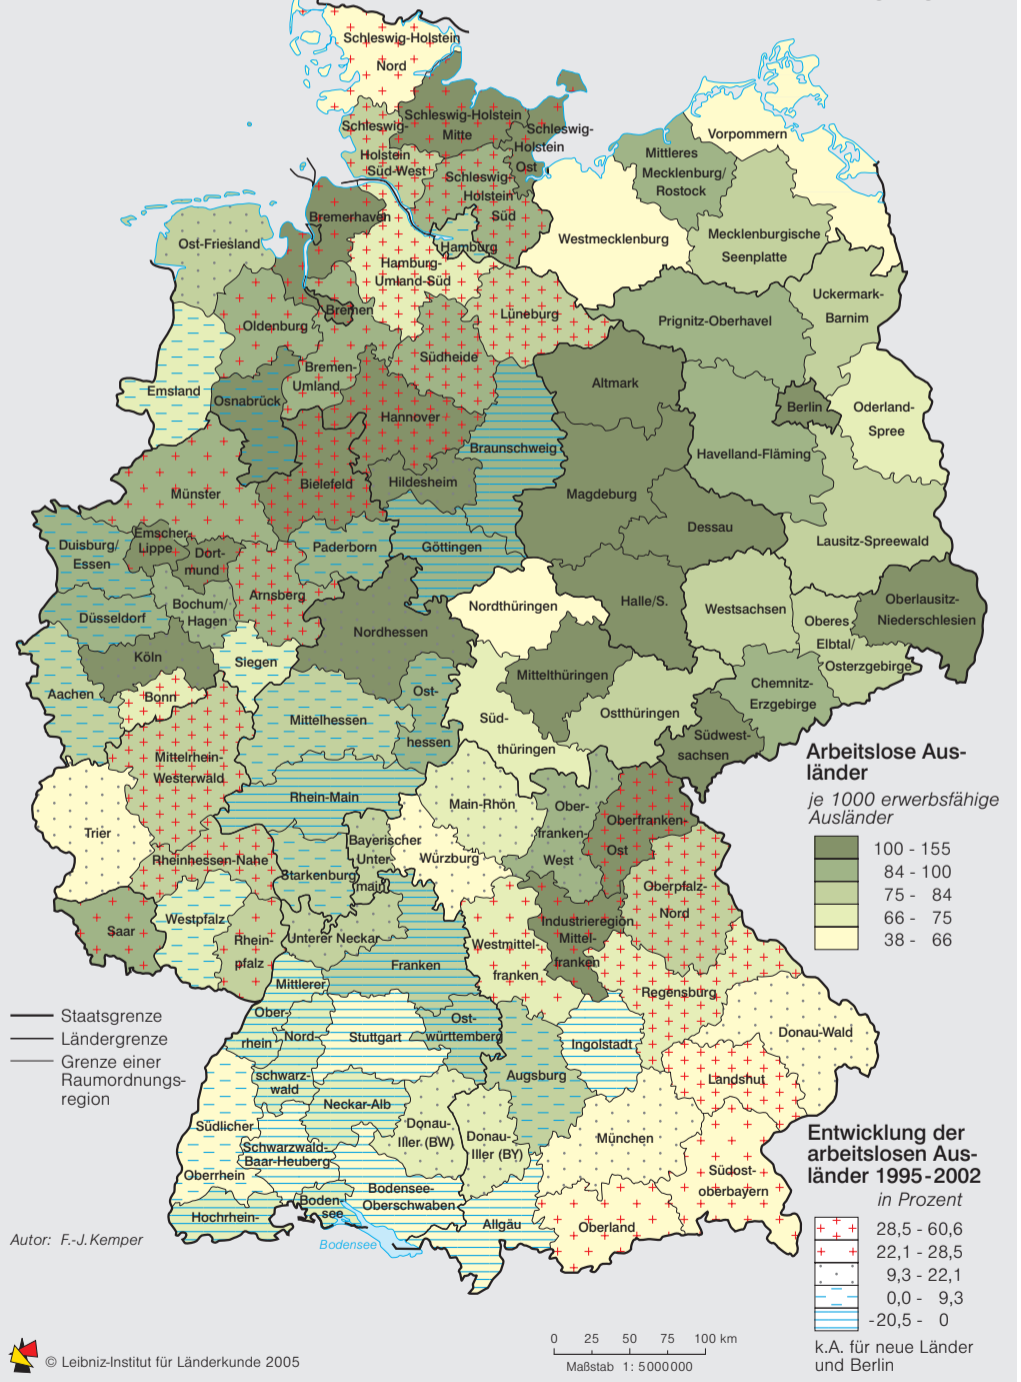 Schleswig-Holstein
Nord
Schleswig-
Holstein
Süd-West
Schleswig-Holstein
Mitte
Schleswig-
Holstein
Ost
Schleswig-
Holstein
Süd
Vorpommern
Mittleres
Mecklenburg/
Rostock
Bremerhaven
Ost-Friesland
Hamburg
Hamburg-
Umland-Süd
Westmecklenburg
Mecklenburgische
Seenplatte
Uckermark-
Barnim
Oldenburg
Bremen
Lüneburg
Prignitz-Oberhavel
Südheide
Bremen-
Umland
Emsland
Osnabrück
Hannover
Altmark
Berlin
Oderland-
Spree
Braunschweig
Havelland-Fläming
Hildesheim
Bielefeld
Münster
Magdeburg
Dessau
Lausitz-Spreewald
Emscher-
Lippe
Dort-
mund
Duisburg/
Essen
Paderborn
Göttingen
Arnsberg
Bochum/
Hagen
Düsseldorf
Nordthüringen
Halle/S.
Westsachsen
Oberes
Elbtal/
Osterzgebirge
Oberlausitz-
Niederschlesien
Nordhessen
Köln
Siegen
Aachen
Bonn
Mittelthüringen
Ost-
hessen
Mittelhessen
Süd-
thüringen
Ostthüringen
Chemnitz-
Erzgebirge
Südwest-
sachsen
Mittelrhein-
Westerwald
Rhein-Main
Main-Rhön
Ober-
franken-
West
Oberfranken-
Ost
Trier
Bayerischer
Unter-
main
Würzburg
Rheinhessen-Nahe
Starkenburg
Oberpfalz-
Nord
Saar
Westpfalz
Rhein-
pfalz
Unterer Neckar
Industrieregion
Mittel-
franken
Westmittel-
franken
Franken
Mittlerer
Ober-
rhein
Regensburg
Donau-Wald
Nord-
schwarz-
wald
Stuttgart
Ost-
württemberg
Ingolstadt
Augsburg
Landshut
Neckar-Alb
Südlicher
Oberrhein
Schwarzwald-
Baar-Heuberg
Donau-
Iller (BW)
Donau-
Iller (BY)
München
Südost-
oberbayern
Bodensee-
Oberschwaben
Boden-
see
Hochrhein-
Allgäu
Oberland
Bodensee
Staatsgrenze
Ländergrenze
Grenze einer
Raumordnungs-
region
Autor: F.-J. Kemper
© Leibniz-Institut für Länderkunde 2005
0 25 50 75 100 km
Maßstab 1: 5000000
Arbeitslose Aus-
länder
je 1000 erwerbsfähige
Ausländer
100 - 155
84 - 100
75 - 84
66 - 75
38 - 66
Entwicklung der
arbeitslosen Aus-
länder 1995-2002
in Prozent
28,5 - 60,6
22,1 - 28,5
9,3 - 22,1
0,0 - 9,3
-20,5 - 0
k.A. für neue Länder
und Berlin